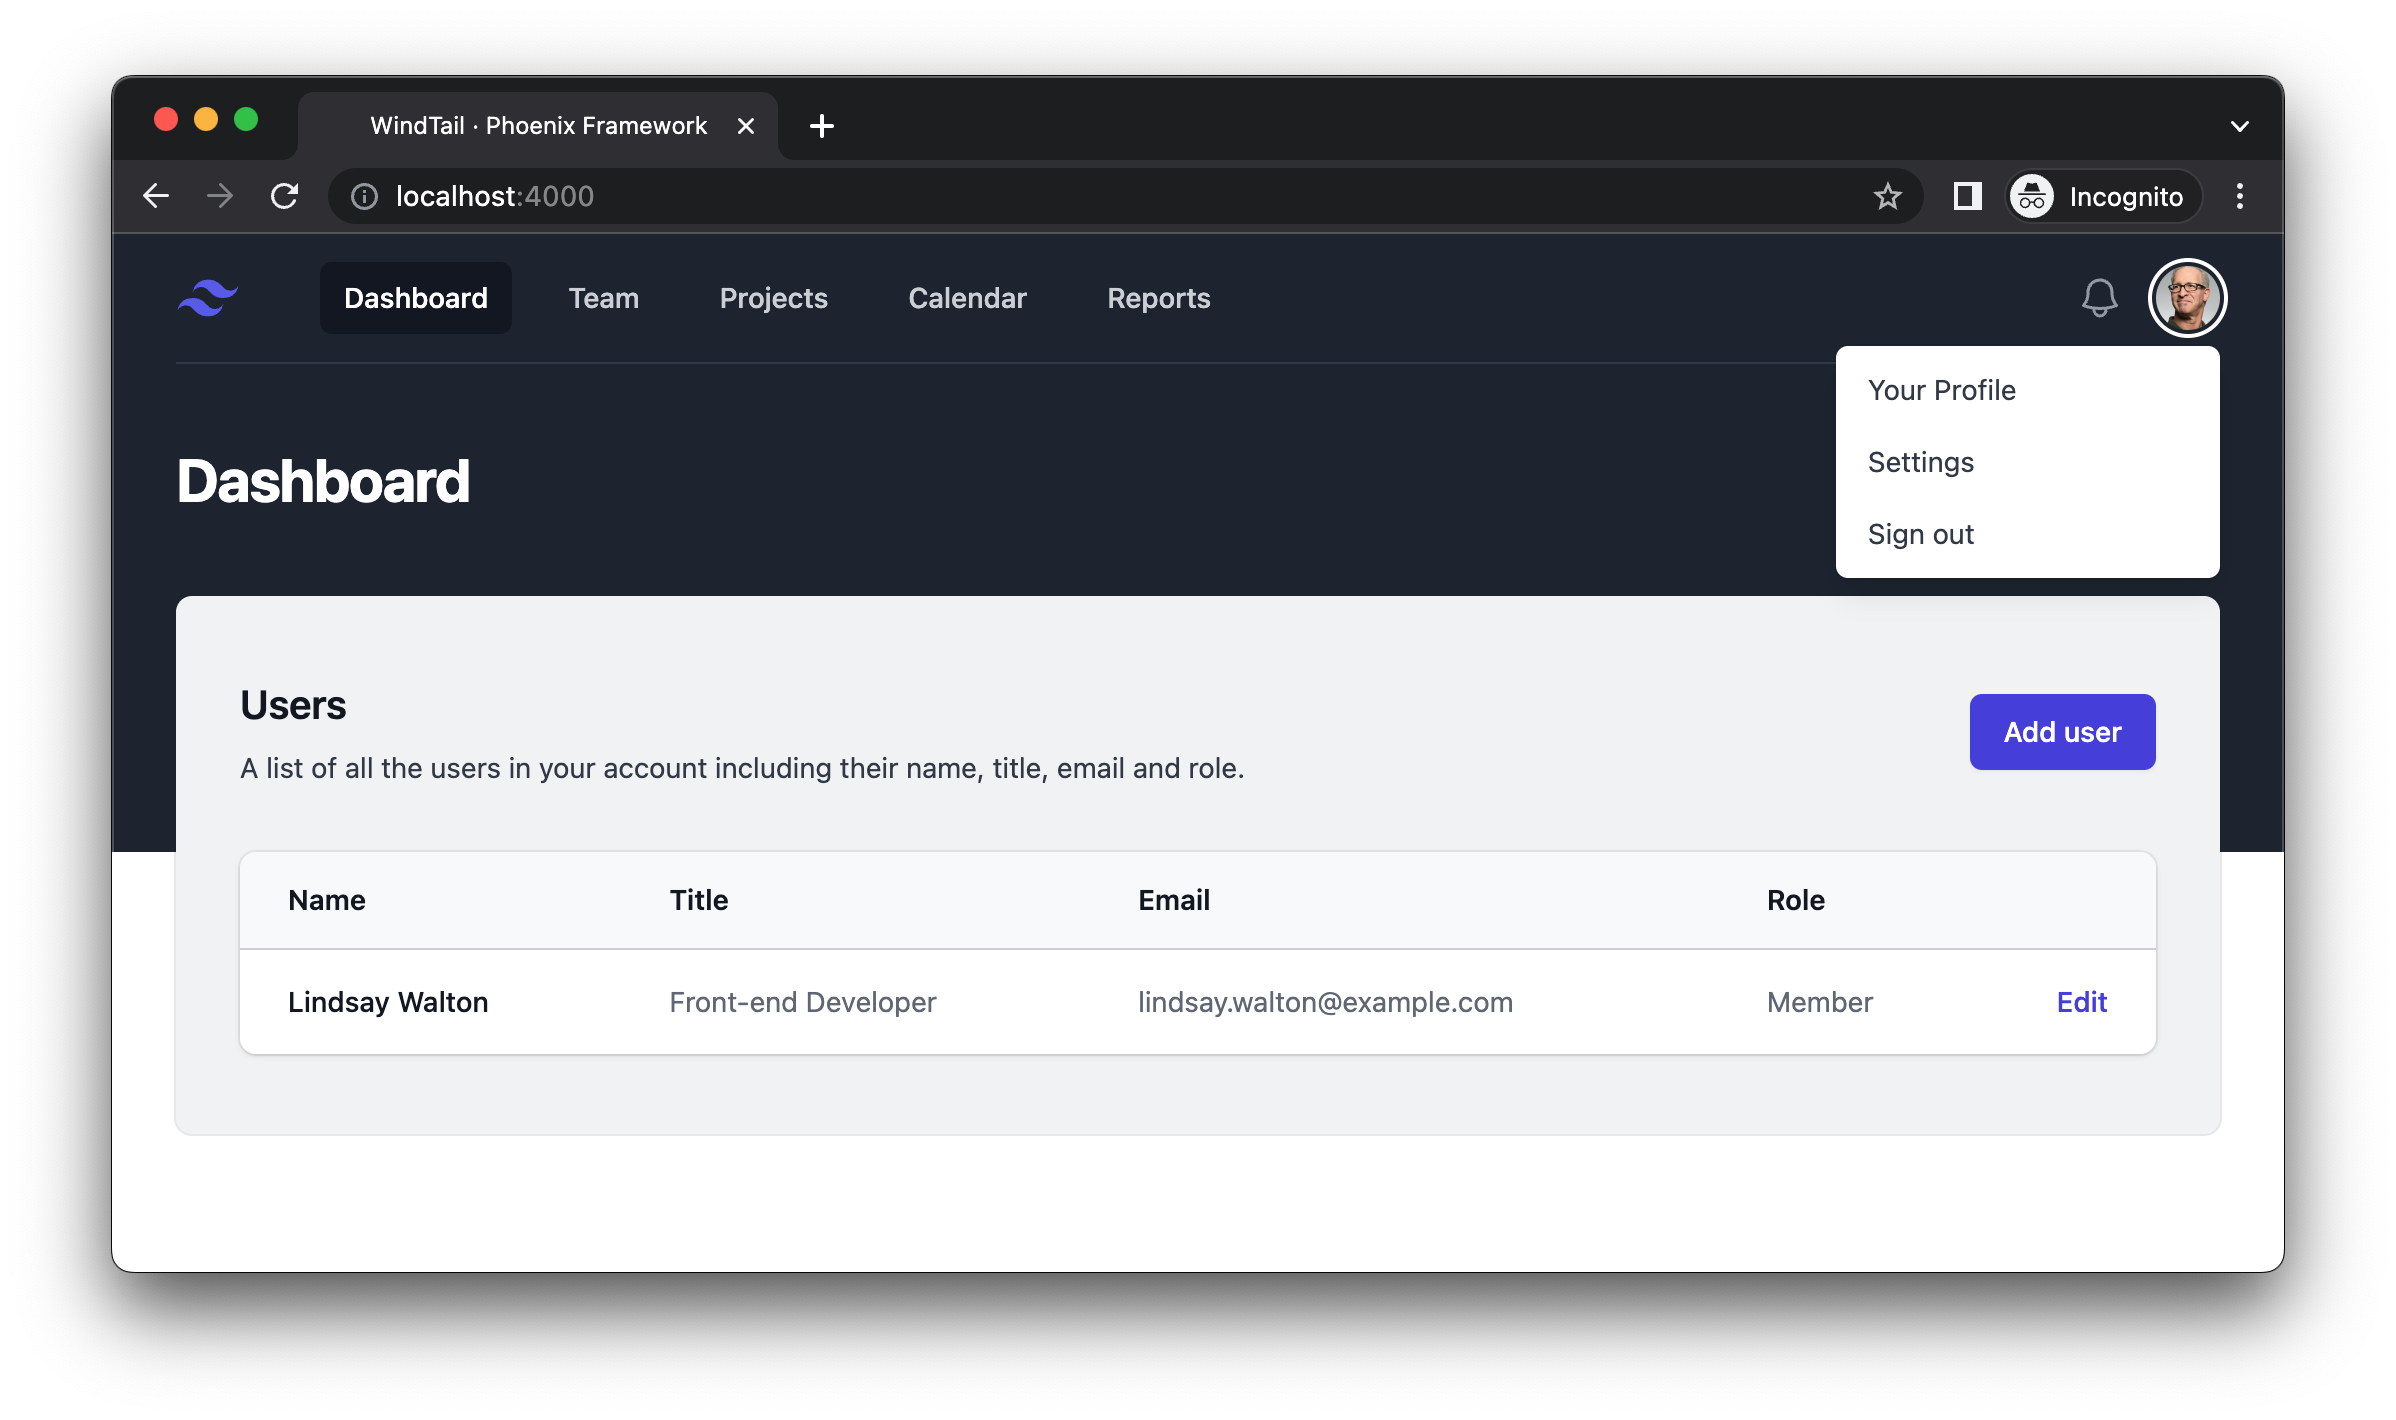 WindTail · Phoenix Framework
localhost:4000
Incognito
Dashboard Team Projects Calendar Reports
Your Profile
Settings
Sign out
Dashboard
Users
Add user
A list of all the users in your account including their name, title, email and role.
Name Title Email Role
Lindsay Walton Front-end Developer lindsay.walton@example.com Member Edit